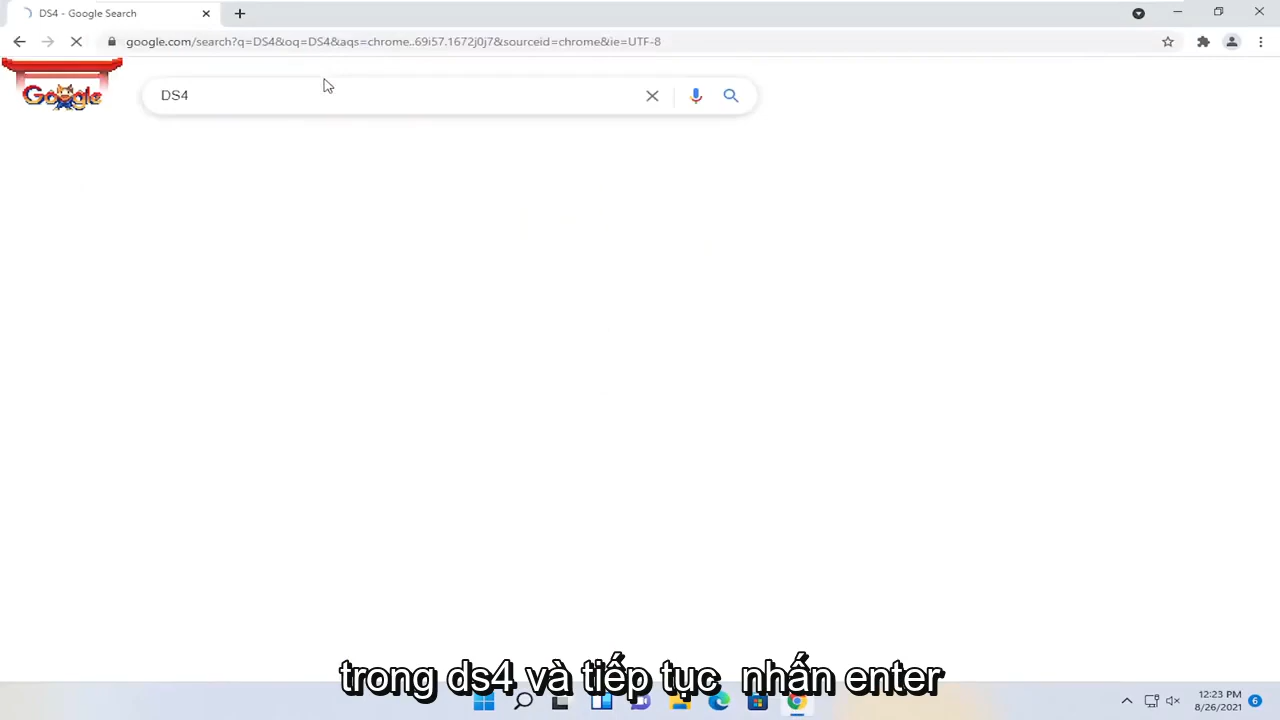 DS4 - Google Search
google.com/search?q=DS4&oq=DS4&aqs=chrome..69i57.1672j0j7&sourceid=chrome&ie=UTF-8
Google
DS4
trong ds4 và tiếp tục nhấn enter
12:23 PM
8/26/2021
6